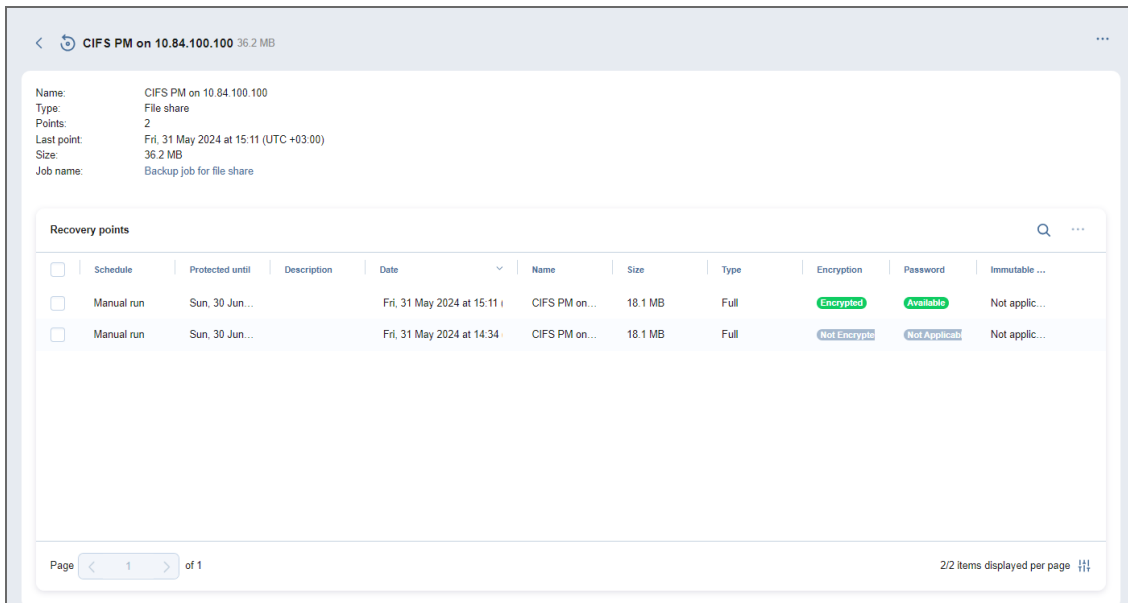 CIFS PM on 10.84.100.100 36.2 MB
Name: CIFS PM on 10.84.100.100
Type: File share
Points: 2
Last point: Fri, 31 May 2024 at 15:11 (UTC +03:00)
Size: 36.2 MB
Job name: Backup job for file share
Recovery points
Schedule Protected until Description Date Name Size Type Encryption Password Immutable ...
Manual run Sun, 30 Jun... Fri, 31 May 2024 at 15:11 CIFS PM on... 18.1 MB Full Encrypted Available Not applic...
Manual run Sun, 30 Jun... Fri, 31 May 2024 at 14:34 CIFS PM on... 18.1 MB Full Not Encrypte Not Applicab Not applic...
Page 1 of 1 2/2 items displayed per page